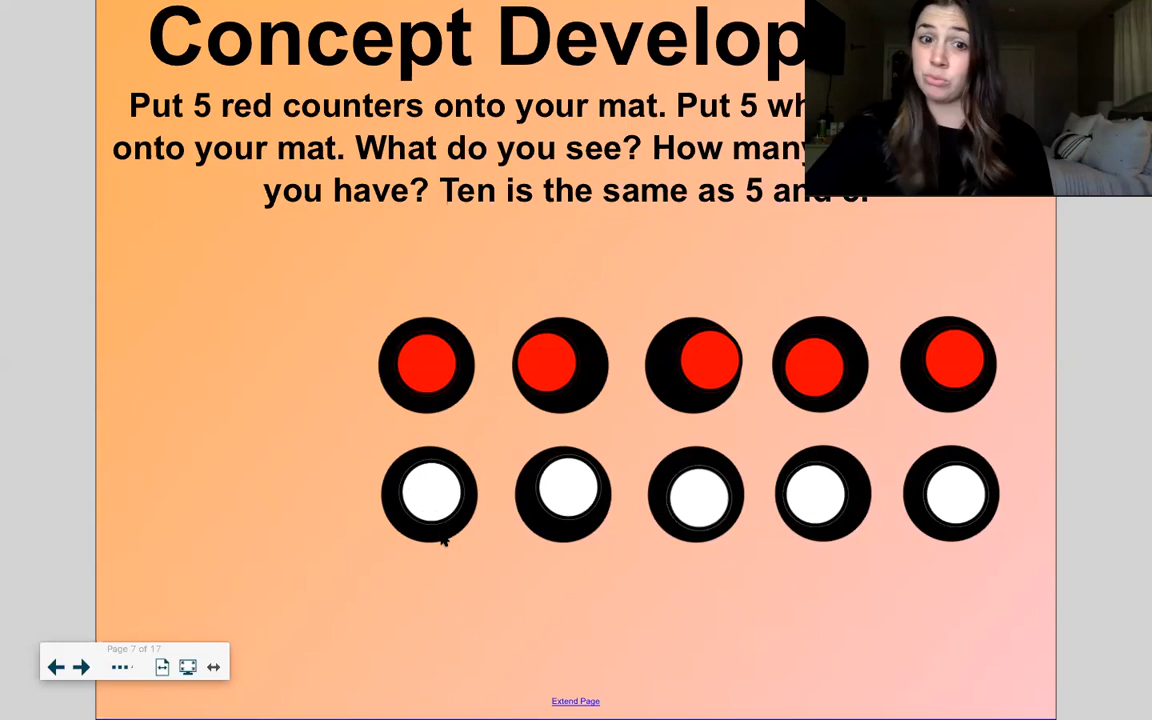 Concept Develop
Put 5 red counters onto your mat. Put 5 wh
onto your mat. What do you see? How many
you have? Ten is the same as 5 and
Page 7 of 17
Extend Page